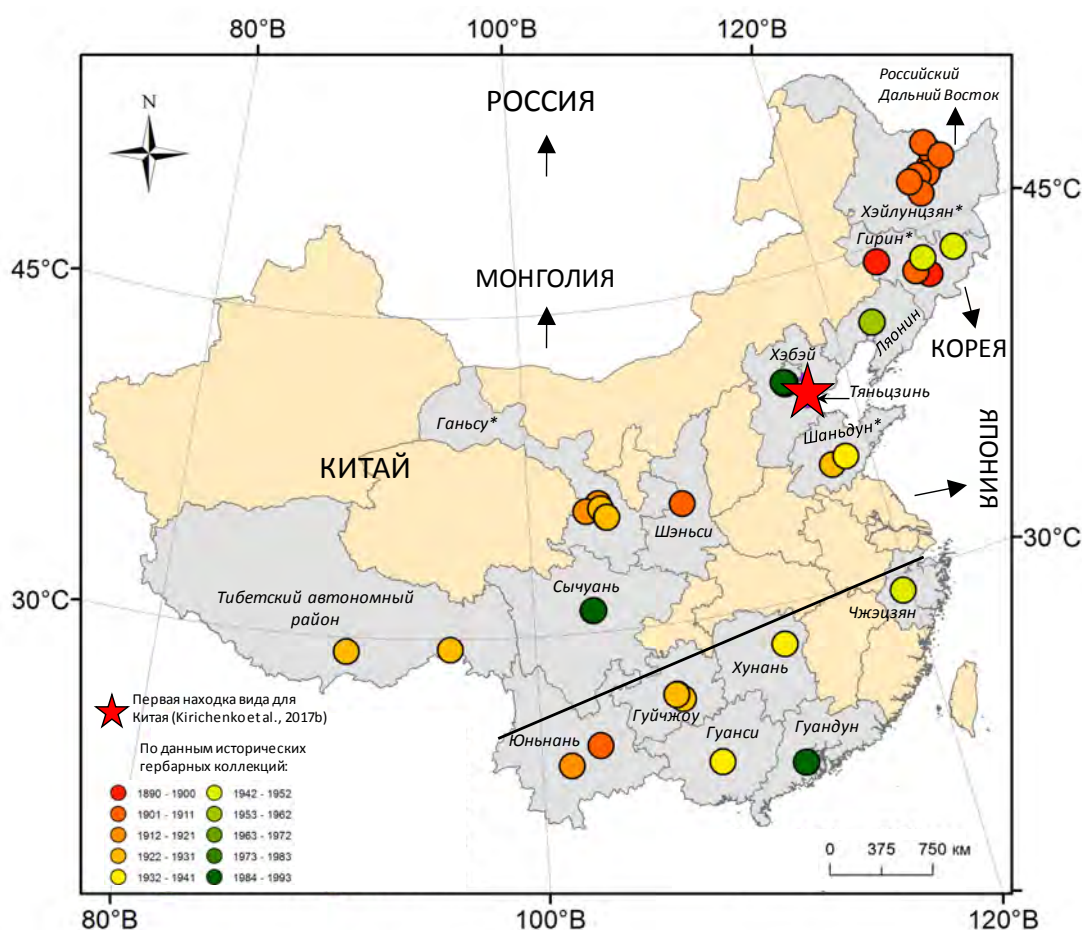 80°В 100°В 120°В
Российский
Дальний Восток
N
РОССИЯ
45°С
Хэйлунцзян*
Гирин*
45°С
МОНГОЛИЯ
Ляонин
КОРЕЯ
Хэбэй
Тяньцзинь
Ганьсу*
Шаньдун*
КИТАЙ
ЯПОНИЯ
Шэньси
30°С
Сычуань
30°С
Тибетский автономный
район
Чжэцзян
Хунань
Гуйчжоу
Юньнань
Гуанси
Гуандун
Первая находка вида для
Китая (Kirichenko et al., 2017b)
По данным исторических
гербарных коллекций:
1890 - 1900 1942 - 1952
1901 - 1911 1953 - 1962
1912 - 1921 1963 - 1972
1922 - 1931 1973 - 1983
1932 - 1941 1984 - 1993
0 375 750 км
80°В 100°В 120°В